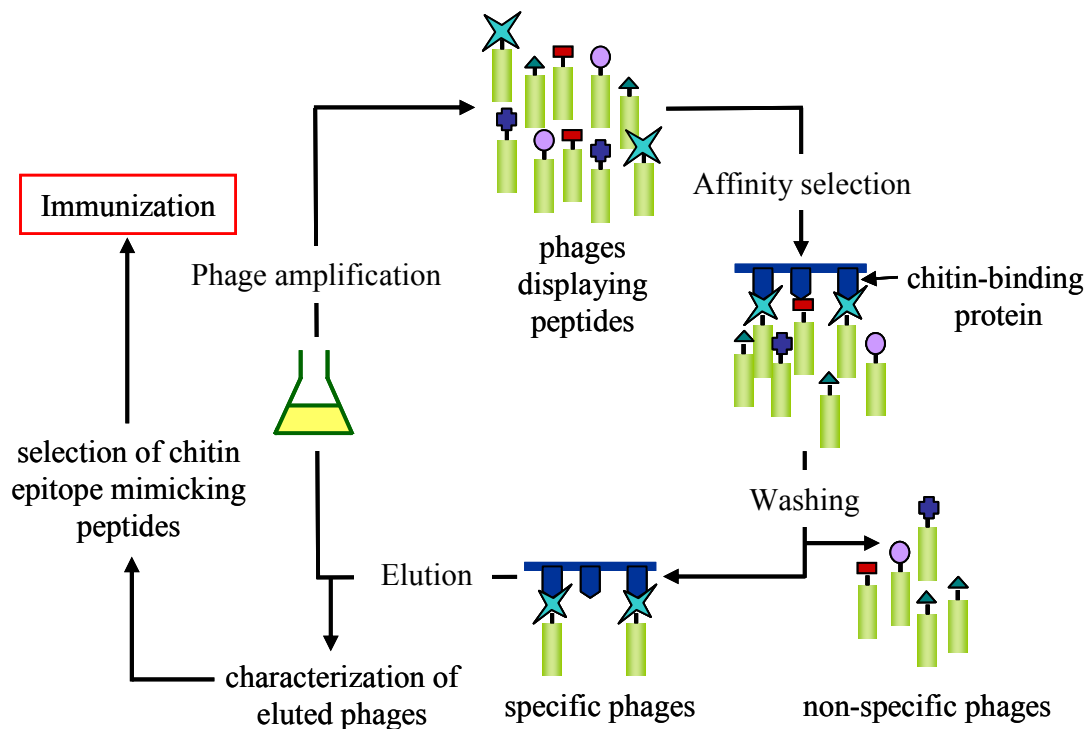 phages
displaying
peptides
Affinity selection
chitin-binding
protein
Washing
non-specific phages
specific phages
Elution
characterization of
eluted phages
Phage amplification
selection of chitin
epitope mimicking
peptides
Immunization